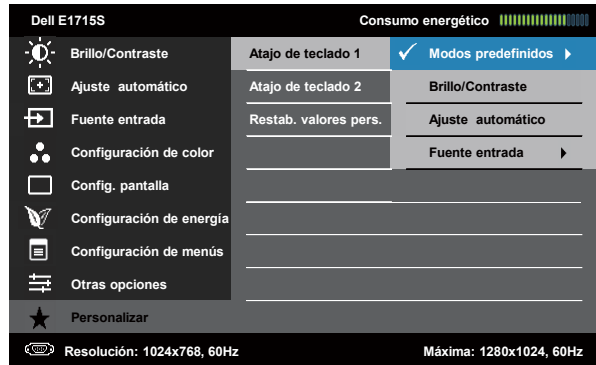 Dell E1715S Consumo energético
Brillo/Contraste Atajo de teclado 1 Modos predefinidos
Ajuste automático Atajo de teclado 2 Brillo/Contraste
Fuente entrada Restab. valores pers. Ajuste automático
Configuración de color Fuente entrada
Config. pantalla
Configuración de energía
Configuración de menús
Otras opciones
Personalizar
Resolución: 1024x768, 60Hz Máxima: 1280x1024, 60Hz